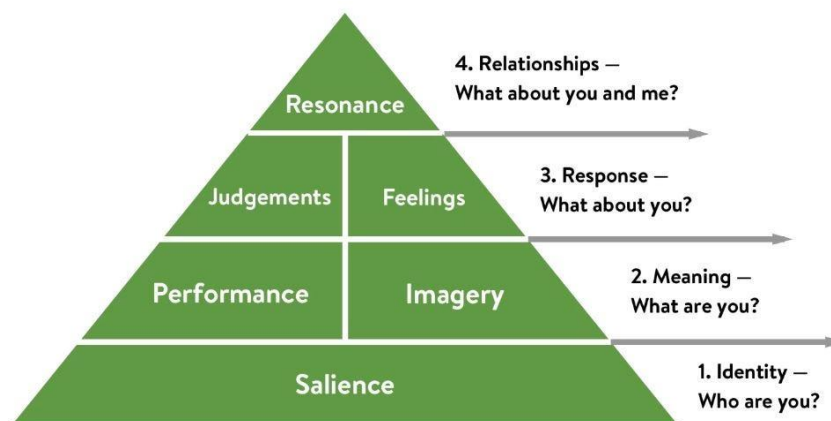 4. Relationships —
What about you and me?
Resonance
3. Response —
What about you?
Judgements
Feelings
2. Meaning —
What are you?
Performance
Imagery
1. Identity —
Who are you?
Salience